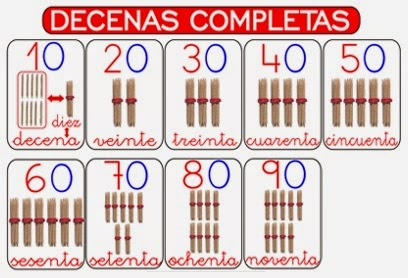 DECENAS COMPLETAS
10 20 30 40 50
diez
decena veinte treinta cuarenta cincuenta
60 70 80 90
sesenta setenta ochenta noventa